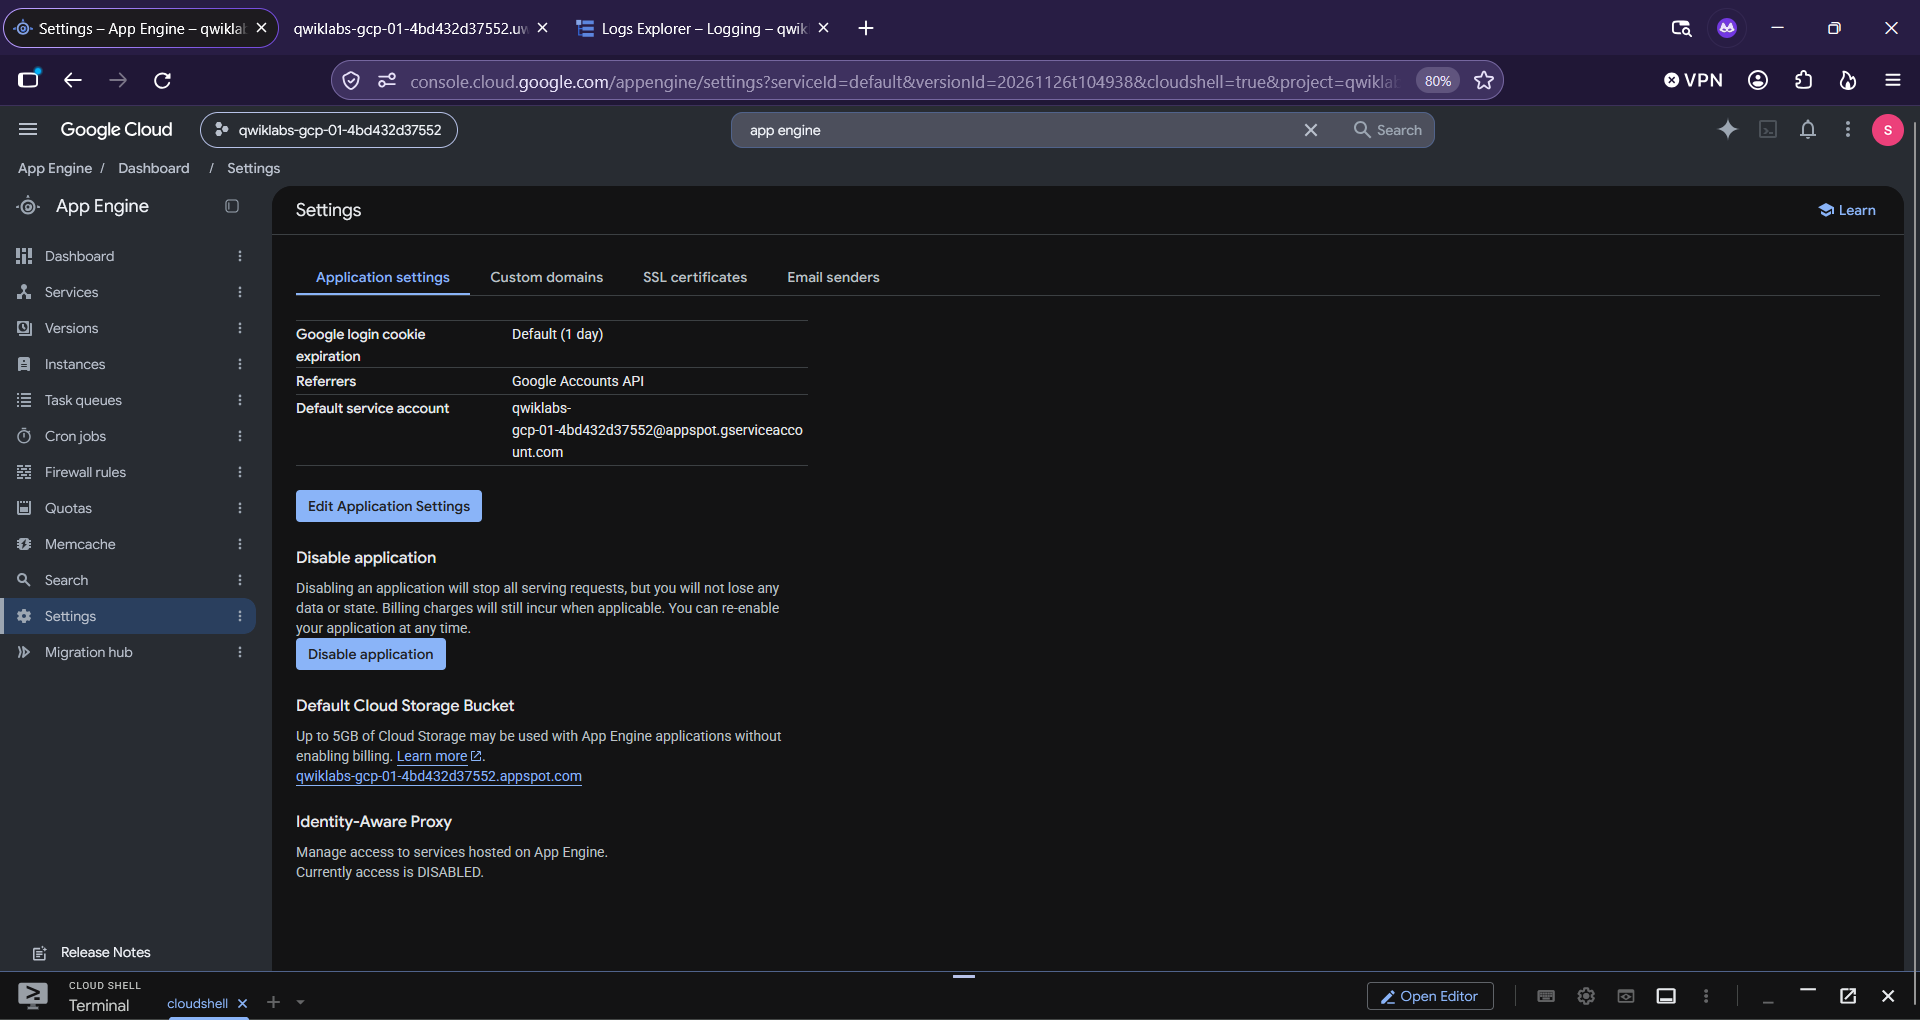 Settings – App Engine – qwiklab
qwiklabs-gcp-01-4bd432d37552.uw
Logs Explorer – Logging – qwik
console.cloud.google.com/appengine/settings?serviceId=default&versionId=20261126t104938&cloudshell=true&project=qwiklab
80%
VPN
Google Cloud
qwiklabs-gcp-01-4bd432d37552
app engine
Search
S
App Engine / Dashboard / Settings
App Engine
Dashboard
Services
Versions
Instances
Task queues
Cron jobs
Firewall rules
Quotas
Memcache
Search
Settings
Migration hub
Release Notes
Settings
Learn
Application settings
Custom domains
SSL certificates
Email senders
Google login cookie
expiration
Default (1 day)
Referrers
Google Accounts API
Default service account
qwiklabs-
gcp-01-4bd432d37552@appspot.gserviceacco
unt.com
Edit Application Settings
Disable application
Disabling an application will stop all serving requests, but you will not lose any
data or state. Billing charges will still incur when applicable. You can re-enable
your application at any time.
Disable application
Default Cloud Storage Bucket
Up to 5GB of Cloud Storage may be used with App Engine applications without
enabling billing. Learn more.
qwiklabs-gcp-01-4bd432d37552.appspot.com
Identity-Aware Proxy
Manage access to services hosted on App Engine.
Currently access is DISABLED.
CLOUD SHELL
Terminal
cloudshell
Open Editor